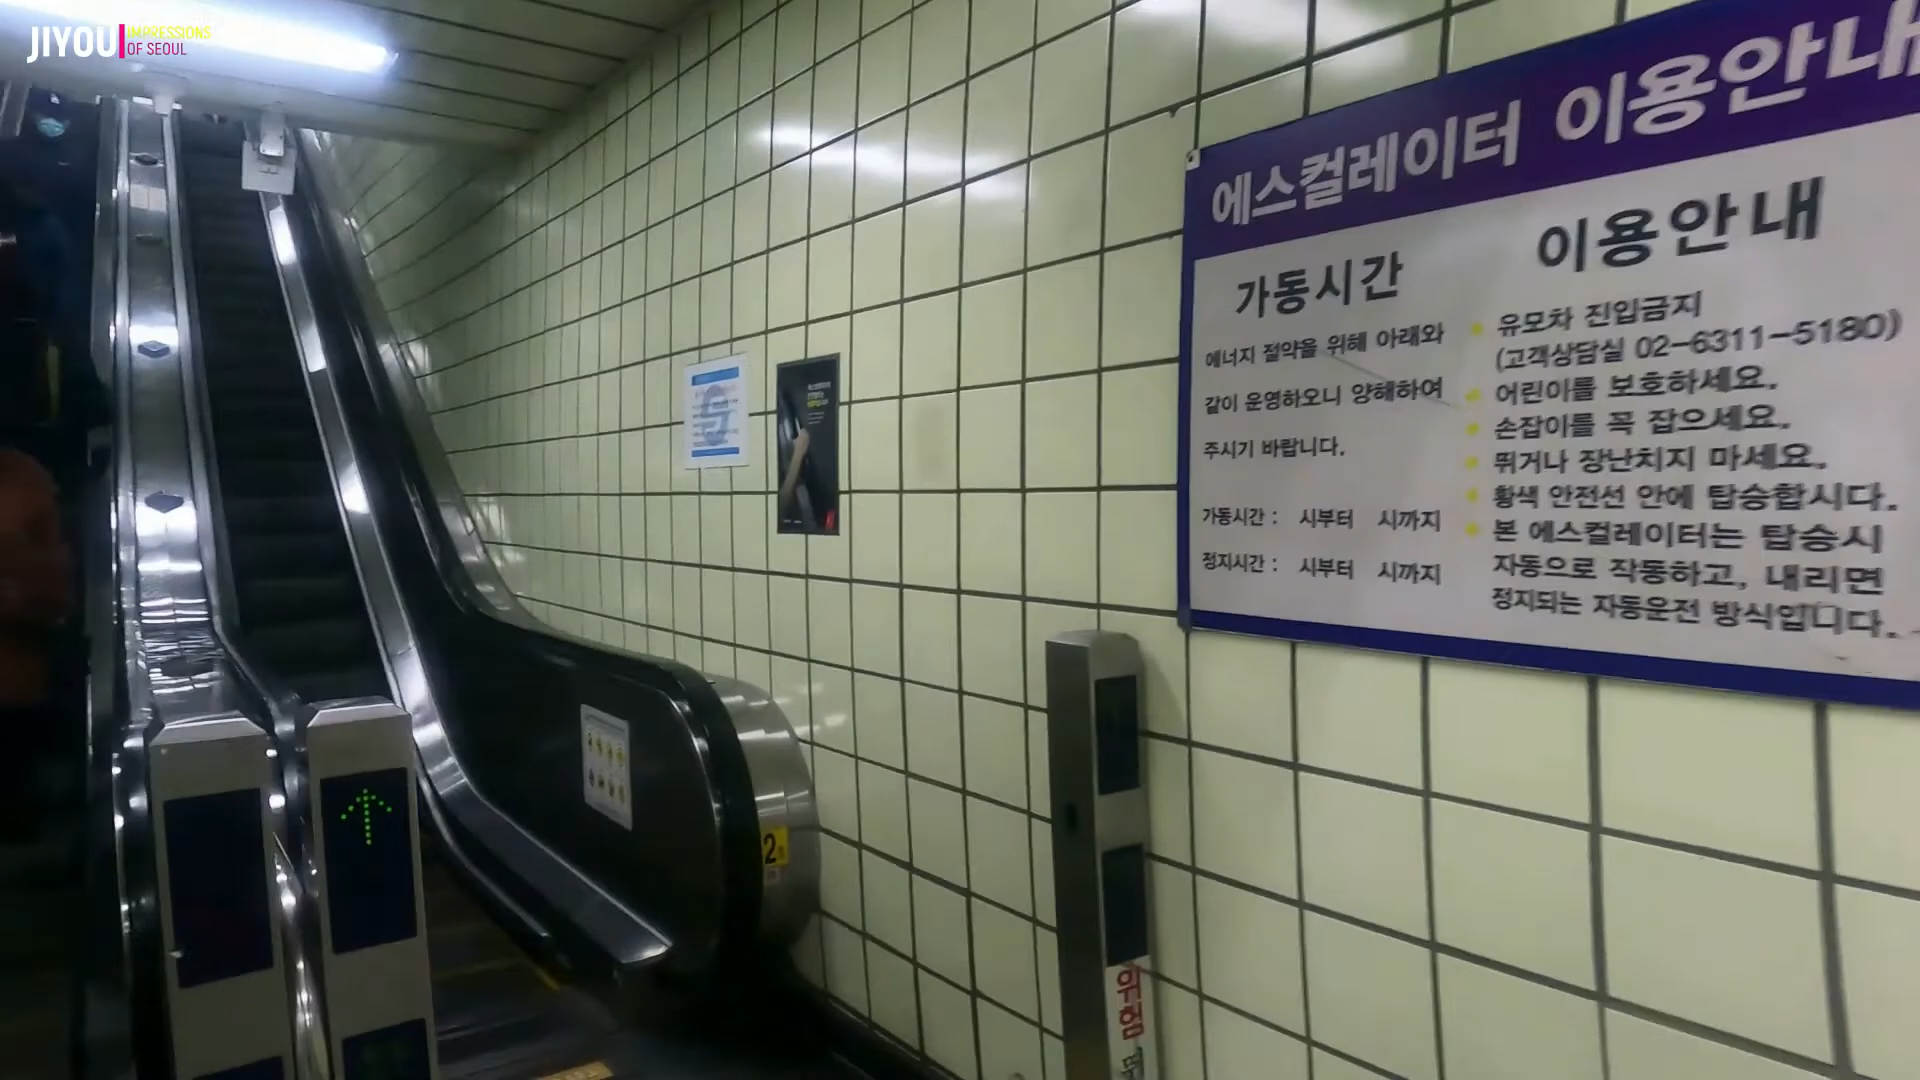 JIYOU
IMPRESSIONS
OF SEOUL
에스컬레이터 이용안내
가동시간
에너지 절약을 위해 아래와
같이 운영하오니 양해하여
주시기 바랍니다.
가동시간 : 시부터 시까지
정지시간 : 시부터 시까지
이용안내
유모차 진입금지
(고객상담실 02-6311-5180)
어린이를 보호하세요.
손잡이를 꼭 잡으세요.
뛰거나 장난치지 마세요.
황색 안전선 안에 탑승합시다.
본 에스컬레이터는 탑승시
자동으로 작동하고, 내리면
정지되는 자동운전 방식입니다.
2
위험